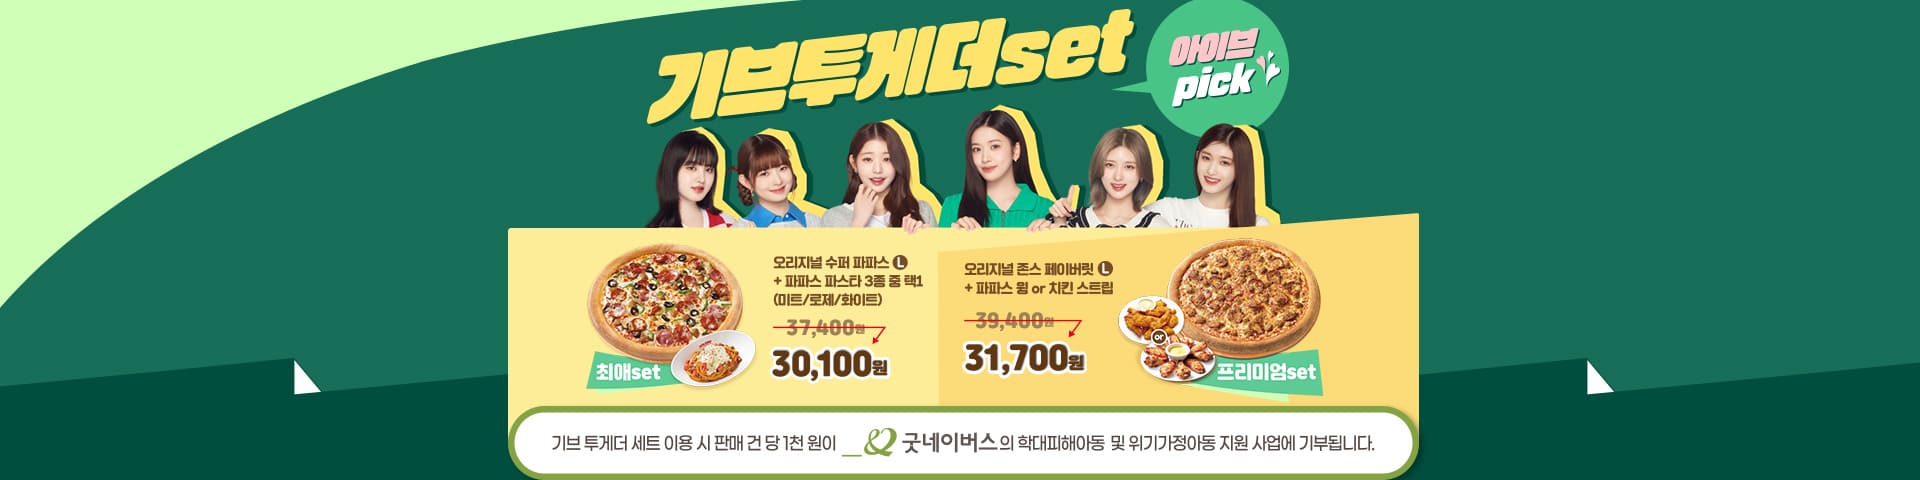 기브투게더set
아이브
pick
오리지널 수퍼 파파스 L
+ 파파스 파스타 3종 중 택1
(미트/로제/화이트)
37,400원
30,100원
최애set
오리지널 존스 페이버릿 L
+ 파파스 윙 or 치킨 스트립
39,400원
31,700원
or
프리미엄set
기브 투게더 세트 이용 시 판매 건 당 1천 원이 굿네이버스의 학대피해아동 및 위기가정아동 지원 사업에 기부됩니다.